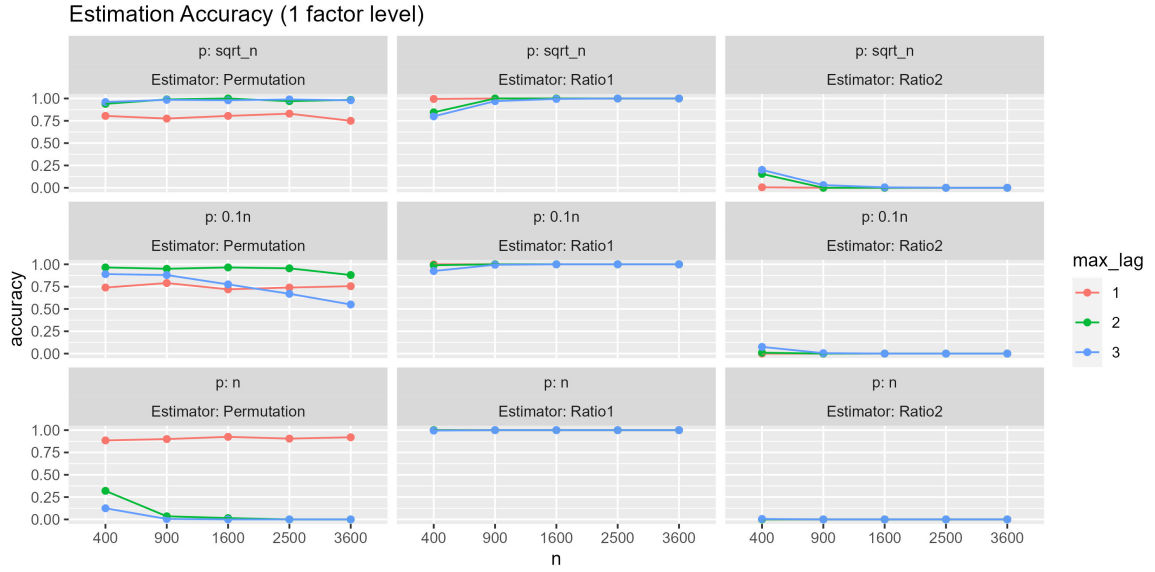 Estimation Accuracy (1 factor level)
p: sqrt_n
Estimator: Permutation
p: sqrt_n
Estimator: Ratio1
p: sqrt_n
Estimator: Ratio2
1.00
0.75
0.50
0.25
0.00
p: 0.1n
Estimator: Permutation
p: 0.1n
Estimator: Ratio1
p: 0.1n
Estimator: Ratio2
1.00
0.75
0.50
0.25
0.00
p: n
Estimator: Permutation
p: n
Estimator: Ratio1
p: n
Estimator: Ratio2
1.00
0.75
0.50
0.25
0.00
400 900 1600 2500 3600
400 900 1600 2500 3600
400 900 1600 2500 3600
n
accuracy
max_lag
1
2
3